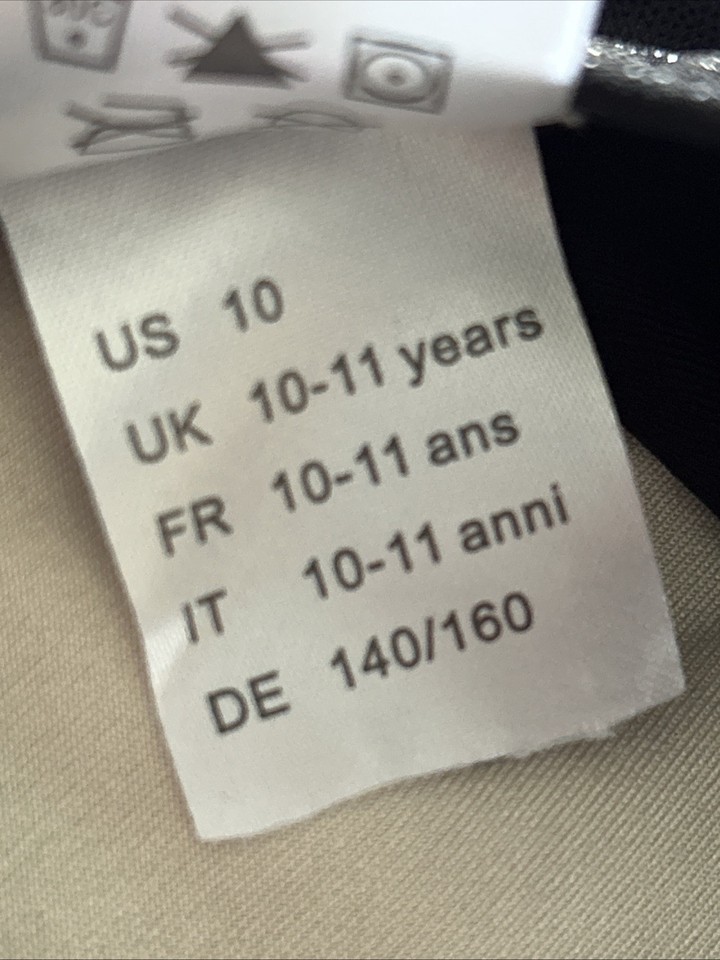 US 10
UK 10-11 years
FR 10-11 ans
IT 10-11 anni
DE 140/160